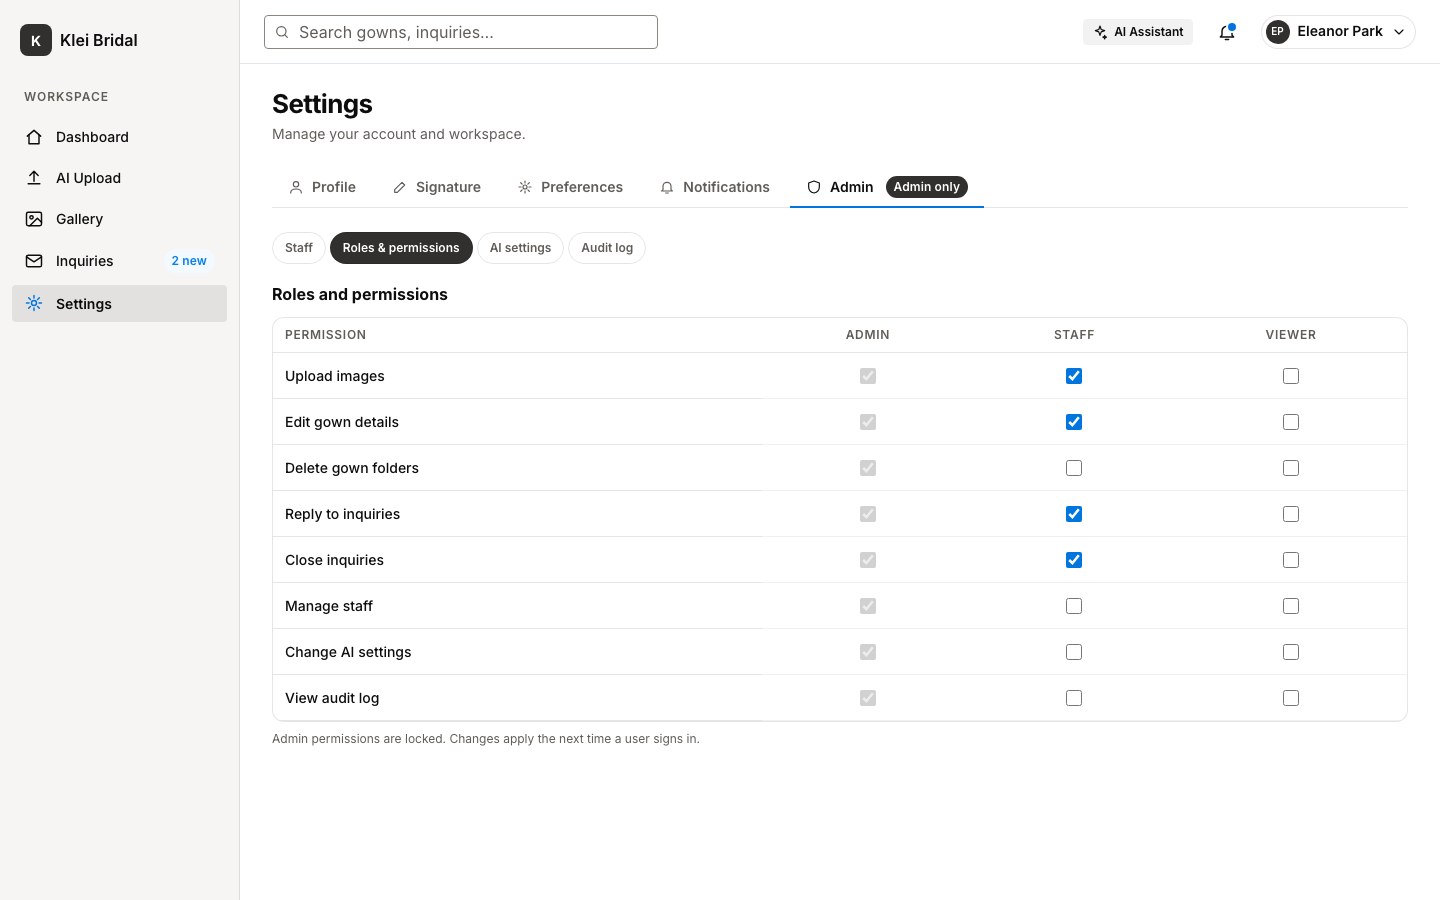 K
Klei Bridal
Search gowns, inquiries...
AI Assistant
EP
Eleanor Park
WORKSPACE
Dashboard
AI Upload
Gallery
Inquiries
2 new
Settings
Settings
Manage your account and workspace.
Profile
Signature
Preferences
Notifications
Admin
Admin only
Staff
Roles & permissions
AI settings
Audit log
Roles and permissions
PERMISSION ADMIN STAFF VIEWER
Upload images
Edit gown details
Delete gown folders
Reply to inquiries
Close inquiries
Manage staff
Change AI settings
View audit log
Admin permissions are locked. Changes apply the next time a user signs in.